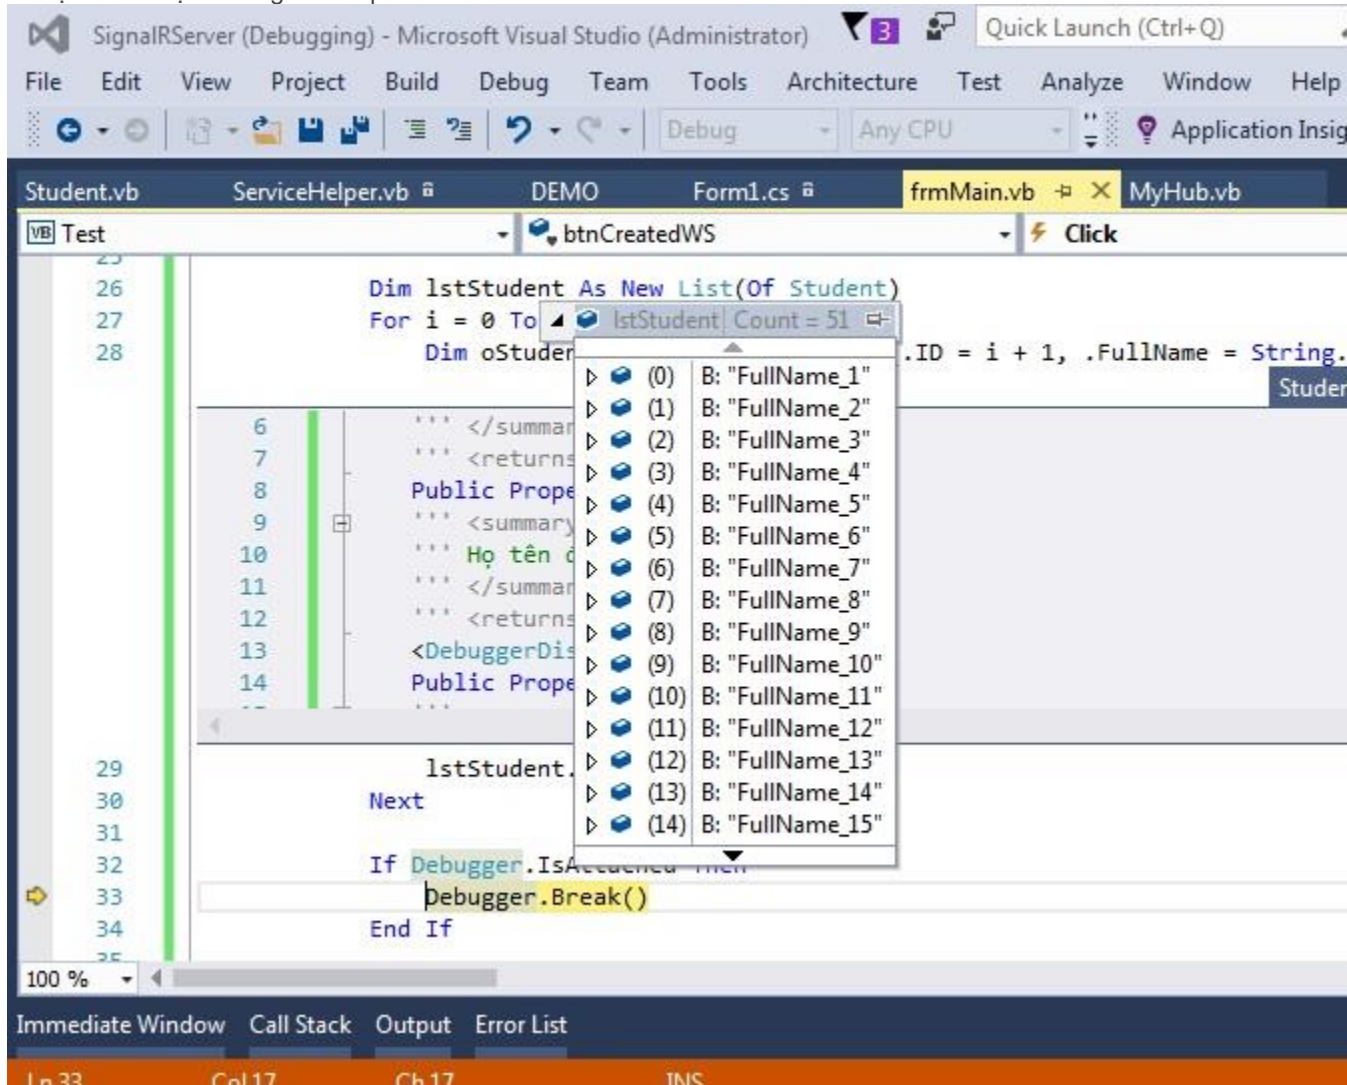 SignalRServer (Debugging) - Microsoft Visual Studio (Administrator) 3 Quick Launch (Ctrl+Q)
File Edit View Project Build Debug Team Tools Architecture Test Analyze Window Help
Debug Any CPU Application Insig
Student.vb ServiceHelper.vb DEMO Form1.cs frmMain.vb MyHub.vb
VB Test btnCreatedWS Click
25
26 Dim lstStudent As New List(Of Student)
27 For i = 0 To lstStudent Count = 51
28 Dim oStuden .ID = i + 1, .FullName = String.
(0) B: "FullName_1"
Studen
(1) B: "FullName_2"
6 ''' </summar
(2) B: "FullName_3"
7 ''' <returns
(3) B: "FullName_4"
8 Public Prope
(4) B: "FullName_5"
9 ''' <summary
(5) B: "FullName_6"
10 ''' Họ tên
(6) B: "FullName_7"
11 ''' </summar
(7) B: "FullName_8"
12 ''' <returns
(8) B: "FullName_9"
13 <DebuggerDis
(9) B: "FullName_10"
14 Public Prope
(10) B: "FullName_11"
(11) B: "FullName_12"
29 lstStudent.
(12) B: "FullName_13"
30 Next
(13) B: "FullName_14"
31
(14) B: "FullName_15"
32 If Debugger.IsAttached Then
33 Debugger.Break()
34 End If
35
100 %
Immediate Window Call Stack Output Error List
Ln 33 Col 17 Ch 17 INS